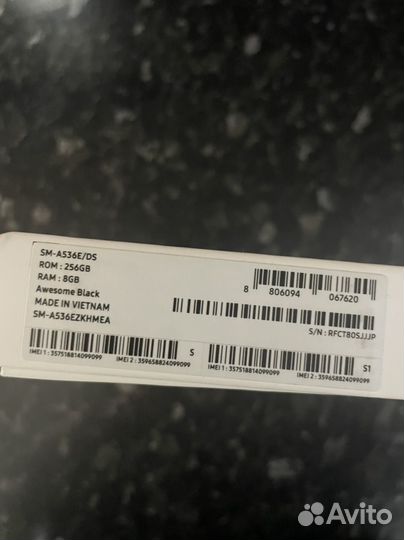 SM-A536E/DS
ROM : 256GB
RAM : 8GB
Awesome Black
MADE IN VIETNAM
SM-A536EZKHMEA
8 806094 067620
S/N : RFCT80SJJJP
S
S1
IMEI 1 : 357518814099099
IMEI 2 : 359658824099099
IMEI 1 : 357518814099099
IMEI 2 : 359658824099099
Avito